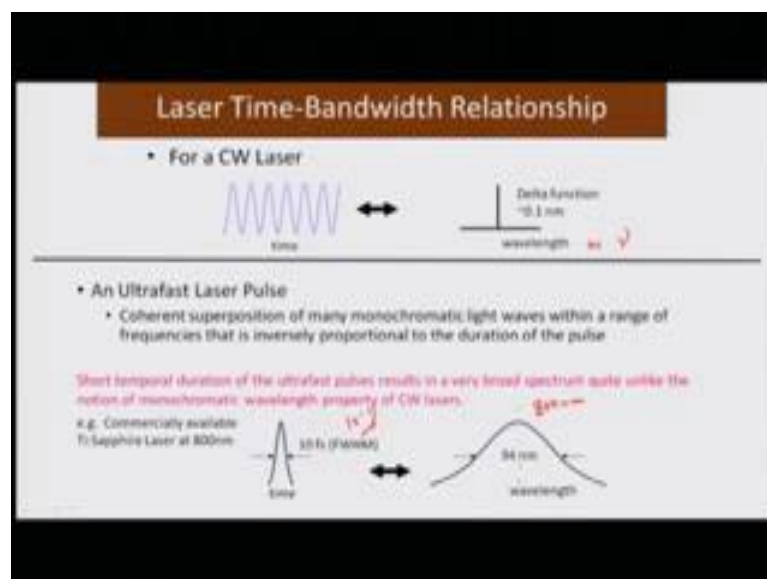 Laser Time-Bandwidth Relationship
• For a CW Laser
Delta function
~0.1 nm
time
wavelength or ν
• An Ultrafast Laser Pulse
• Coherent superposition of many monochromatic light waves within a range of
frequencies that is inversely proportional to the duration of the pulse
Short temporal duration of the ultrafast pulses results in a very broad spectrum quite unlike the
notion of monochromatic wavelength property of CW lasers.
e.g. Commercially available
Ti:Sapphire Laser at 800nm
10 fs (FWHM)
time
800nm
94 nm
wavelength